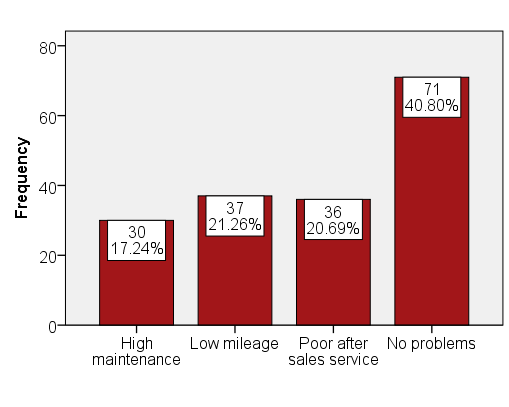 80
60
40
20
0
Frequency
30
17.24%
37
21.26%
36
20.69%
71
40.80%
High
maintenance
Low mileage
Poor after
sales service
No problems